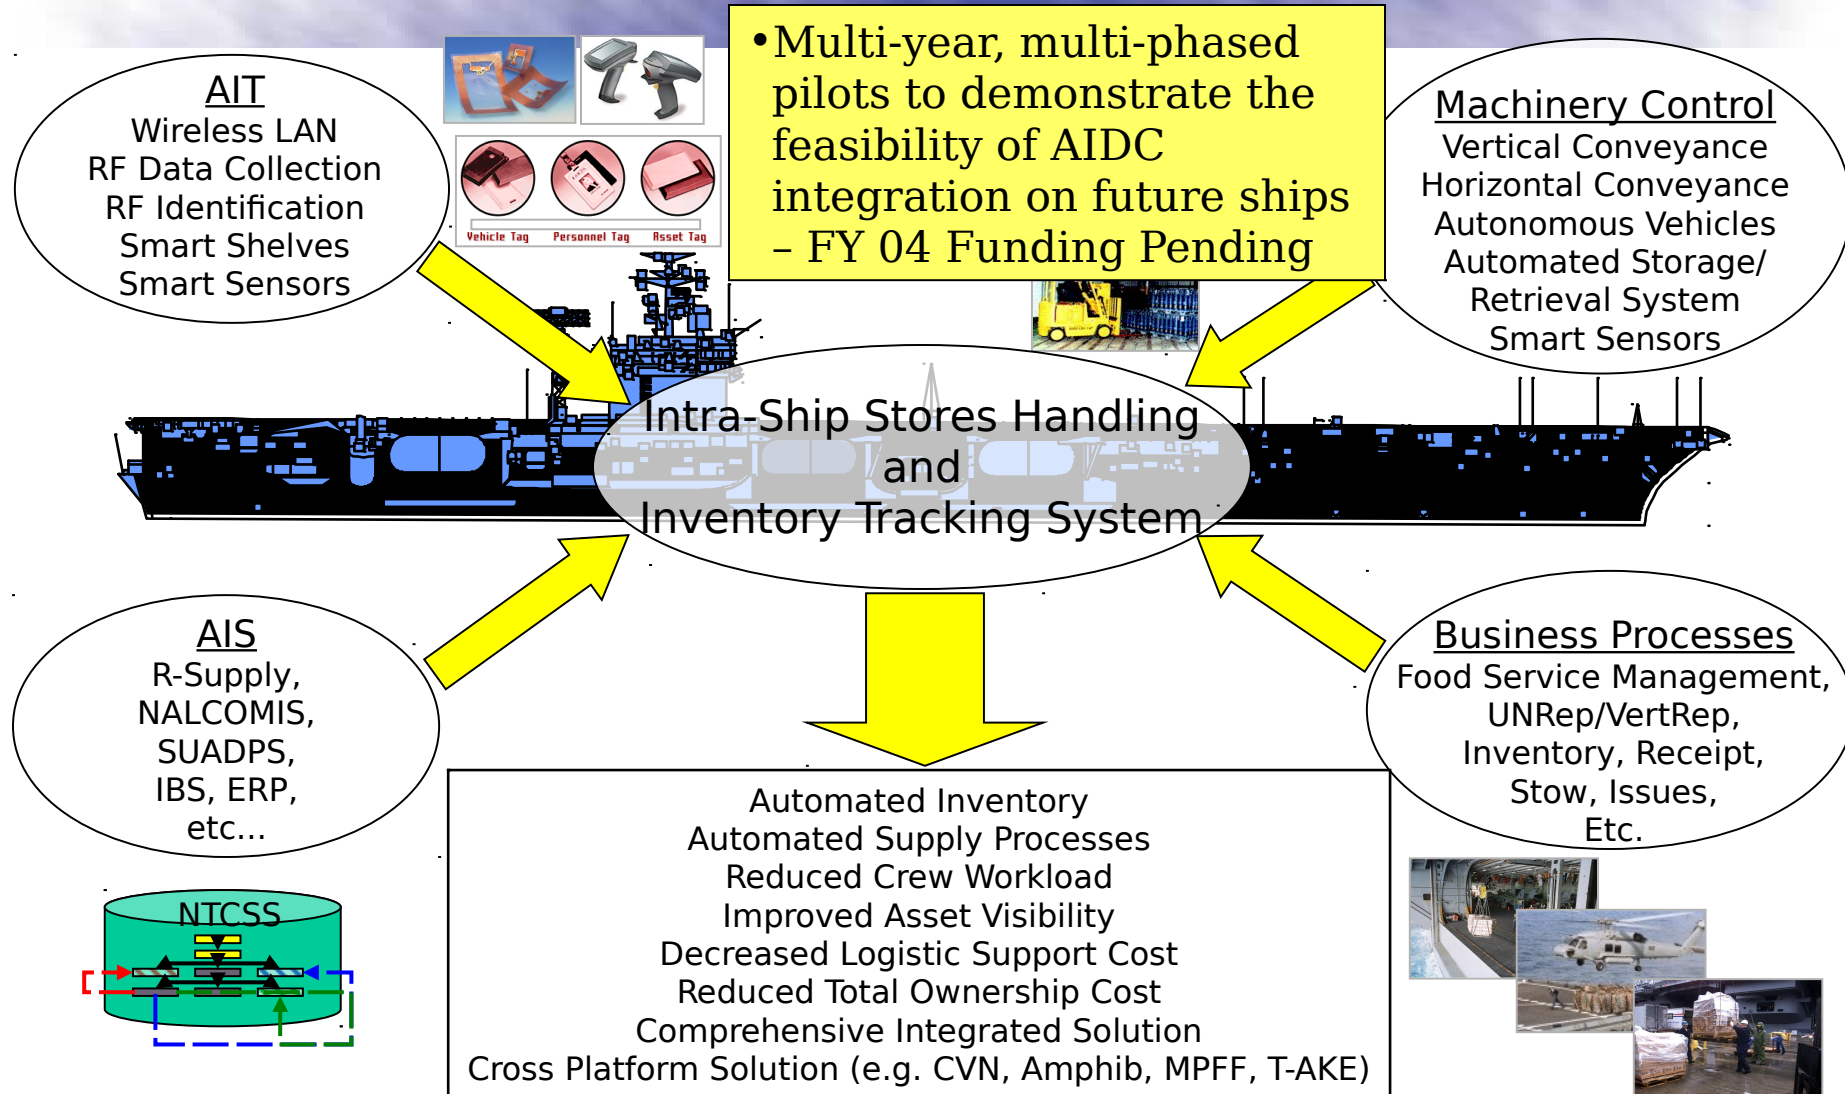 AIT
Wireless LAN
RF Data Collection
RF Identification
Smart Shelves
Smart Sensors
Vehicle Tag Personnel Tag Asset Tag
•Multi-year, multi-phased
pilots to demonstrate the
feasibility of AIDC
integration on future ships
– FY 04 Funding Pending
Machinery Control
Vertical Conveyance
Horizontal Conveyance
Autonomous Vehicles
Automated Storage/
Retrieval System
Smart Sensors
Intra-Ship Stores Handling
and
Inventory Tracking System
AIS
R-Supply,
NALCOMIS,
SUADPS,
IBS, ERP,
etc...
Business Processes
Food Service Management,
UNRep/VertRep,
Inventory, Receipt,
Stow, Issues,
Etc.
NTCSS
Automated Inventory
Automated Supply Processes
Reduced Crew Workload
Improved Asset Visibility
Decreased Logistic Support Cost
Reduced Total Ownership Cost
Comprehensive Integrated Solution
Cross Platform Solution (e.g. CVN, Amphib, MPFF, T-AKE)